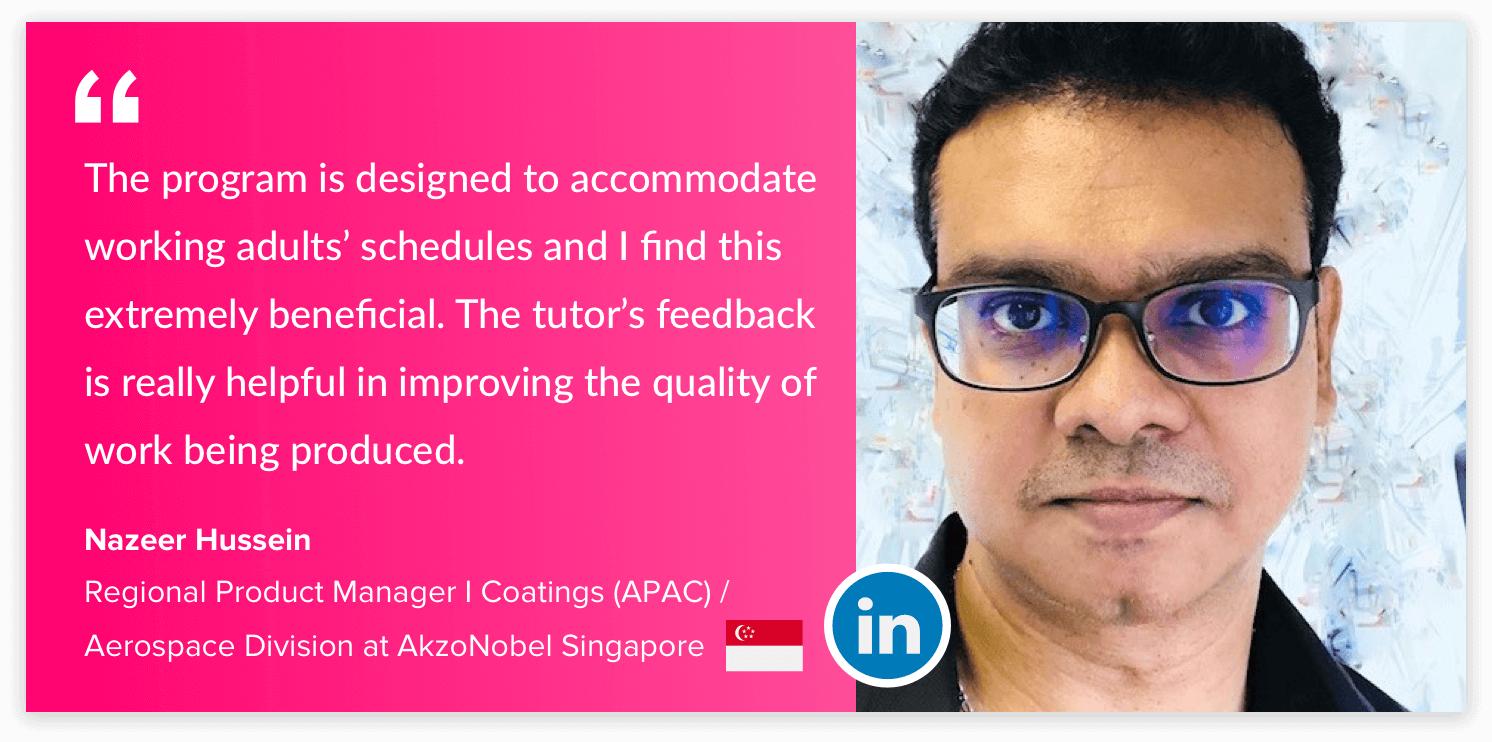 “
The program is designed to accommodate
working adults’ schedules and I find this
extremely beneficial. The tutor’s feedback
is really helpful in improving the quality of
work being produced.
Nazeer Hussein
Regional Product Manager I Coatings (APAC) /
Aerospace Division at AkzoNobel Singapore
in